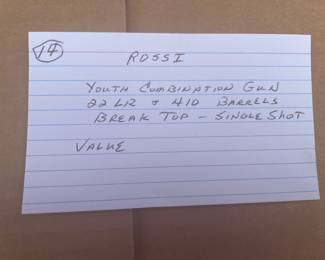 14
ROSSI
YOUTH COMBINATION GUN
22 LR & 410 BARRELS
BREAK TOP - SINGLE SHOT
VALUE